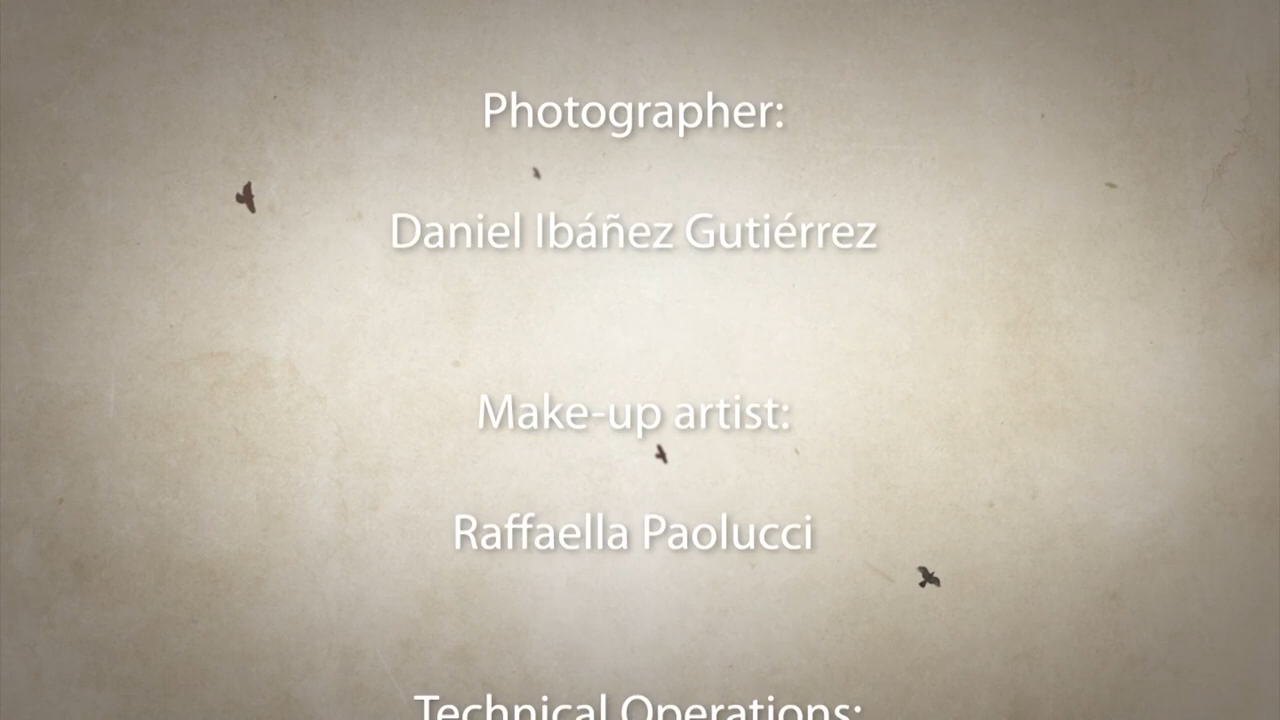 Photographer:
Daniel Ibáñez Gutiérrez
Make-up artist:
Raffaella Paolucci
Technical Operations: